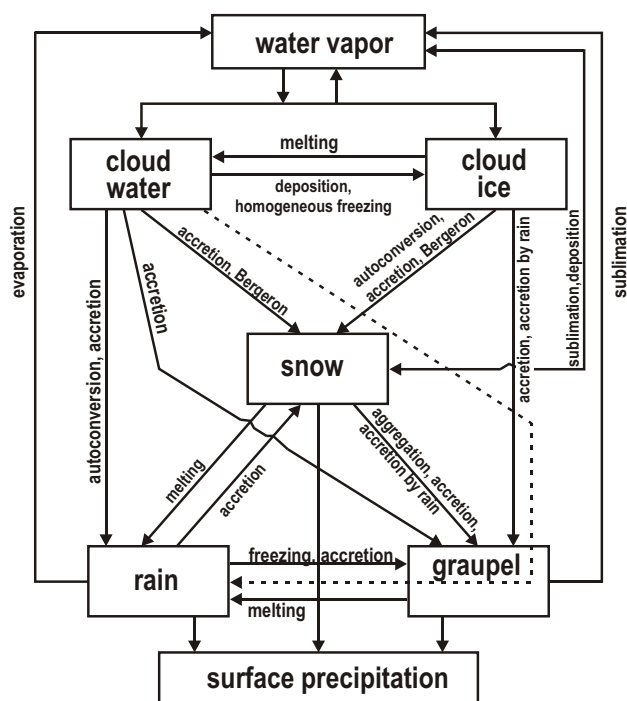 water vapor
cloud
water
melting
deposition,
homogeneous freezing
cloud
ice
evaporation
autoconversion, accretion
accretion
accretion, Bergeron
autoconversion,
accretion, Bergeron
accretion, accretion by rain
sublimation,deposition
sublimation
snow
melting
accretion
aggregation, accretion,
accretion by rain
rain
freezing, accretion
melting
graupel
surface precipitation